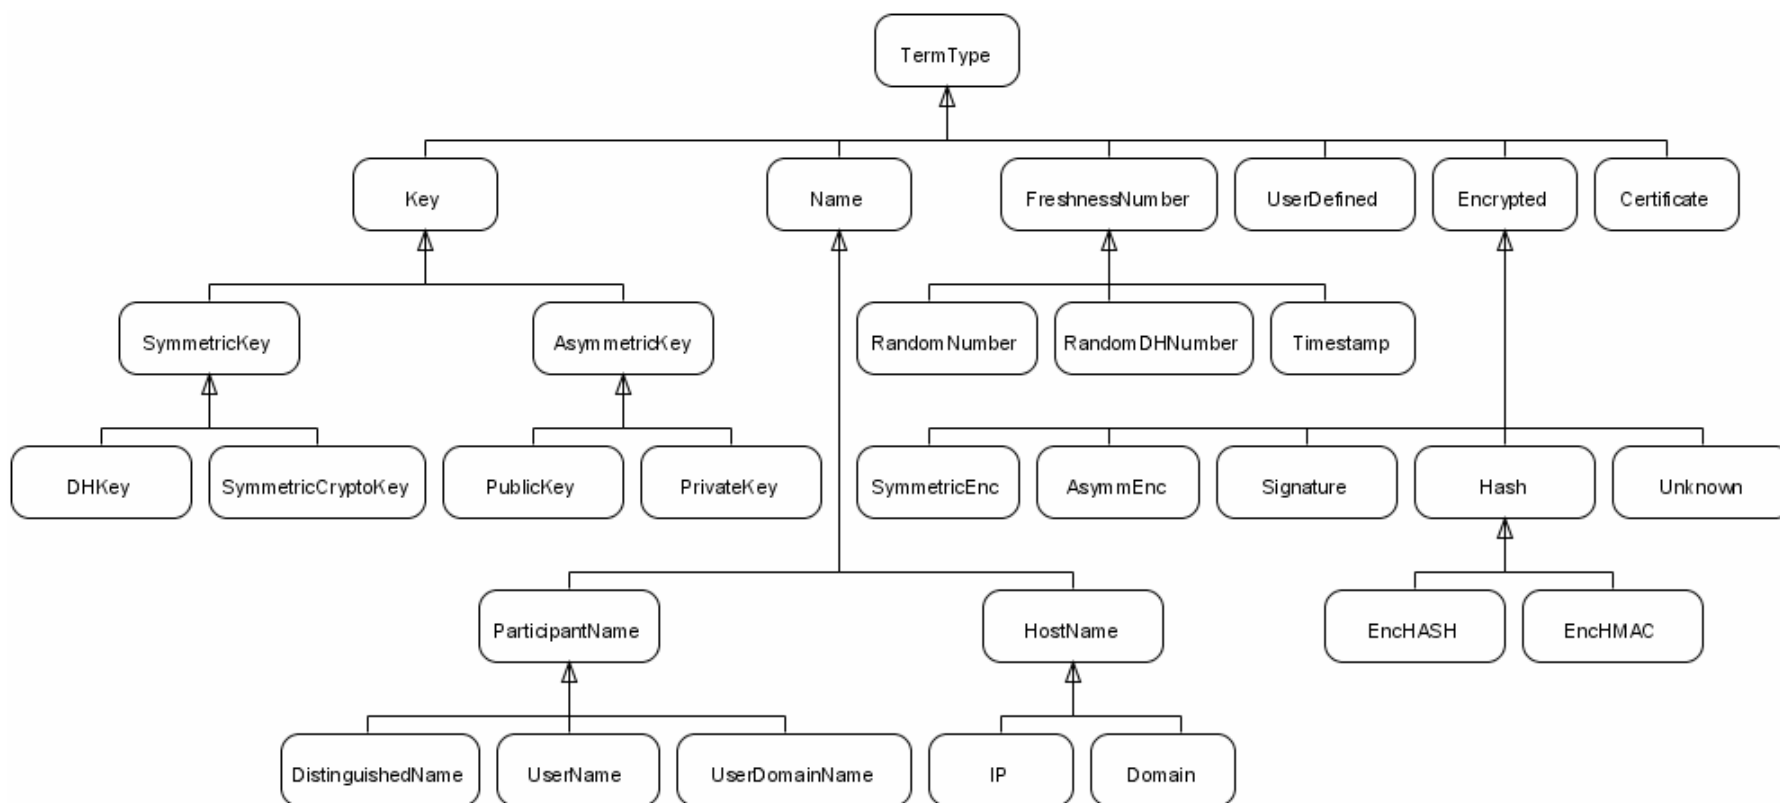 TermType
Key
Name
FreshnessNumber
UserDefined
Encrypted
Certificate
SymmetricKey
AsymmetricKey
RandomNumber
RandomDHNumber
Timestamp
DHKey
SymmetricCryptoKey
PublicKey
PrivateKey
SymmetricEnc
AsymmEnc
Signature
Hash
Unknown
ParticipantName
HostName
EncHASH
EncHMAC
DistinguishedName
UserName
UserDomainName
IP
Domain